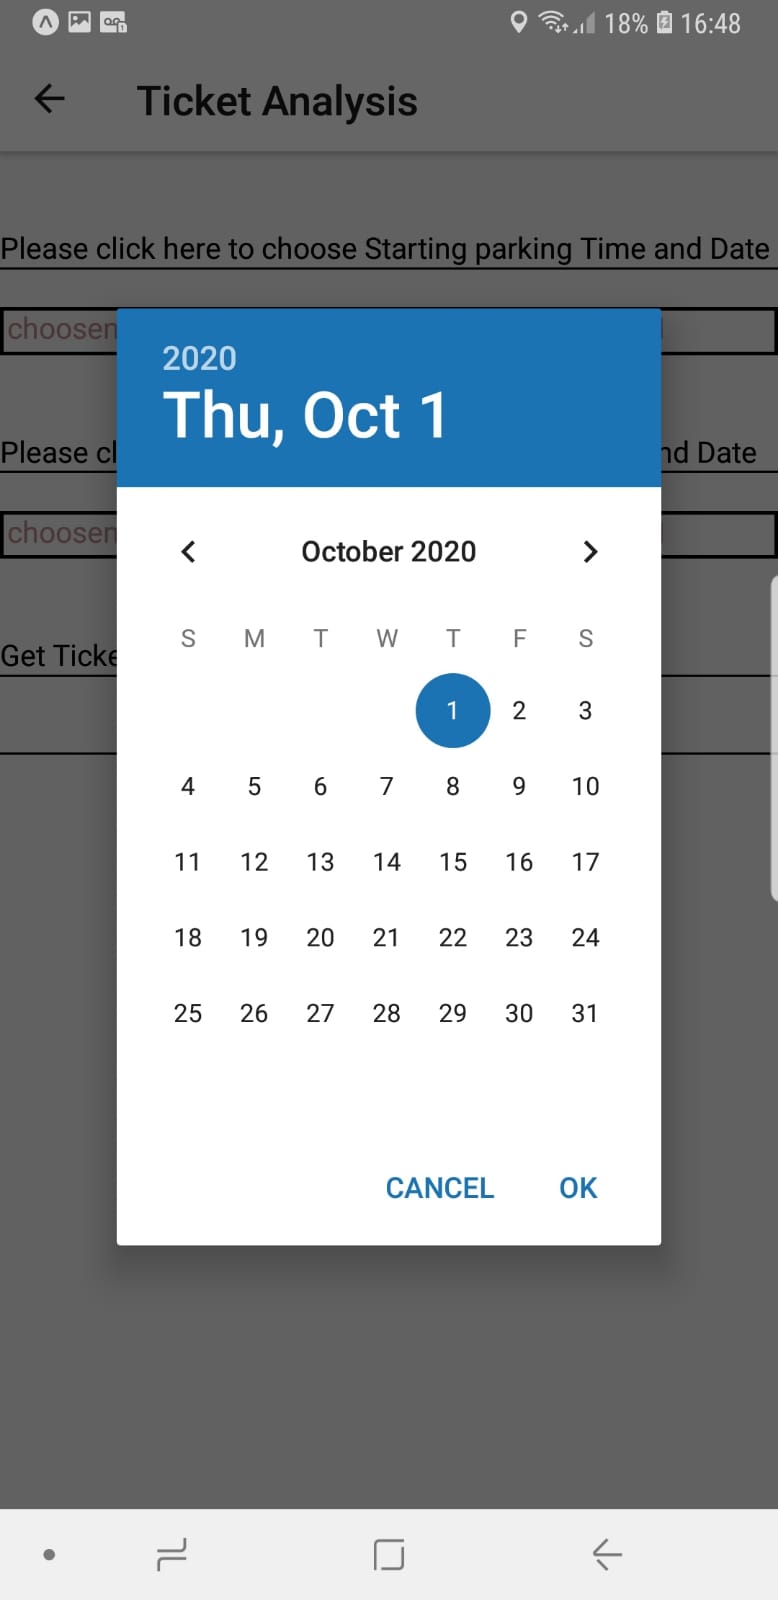 18% 16:48
Ticket Analysis
Please click here to choose Starting parking Time and Date
choosen
2020
Thu, Oct 1
Please cl nd Date
choosen
October 2020
S M T W T F S
1 2 3
4 5 6 7 8 9 10
11 12 13 14 15 16 17
18 19 20 21 22 23 24
25 26 27 28 29 30 31
Get Ticke
CANCEL OK